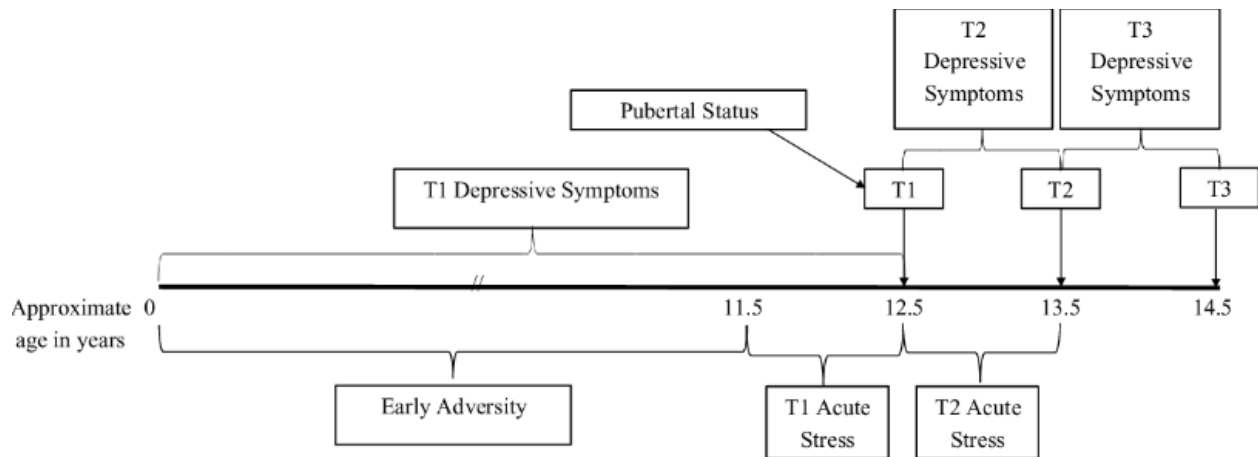 T2
Depressive
Symptoms
T3
Depressive
Symptoms
Pubertal Status
T1 Depressive Symptoms
T1
T2
T3
//
Approximate
age in years
0
11.5
12.5
13.5
14.5
Early Adversity
T1 Acute
Stress
T2 Acute
Stress